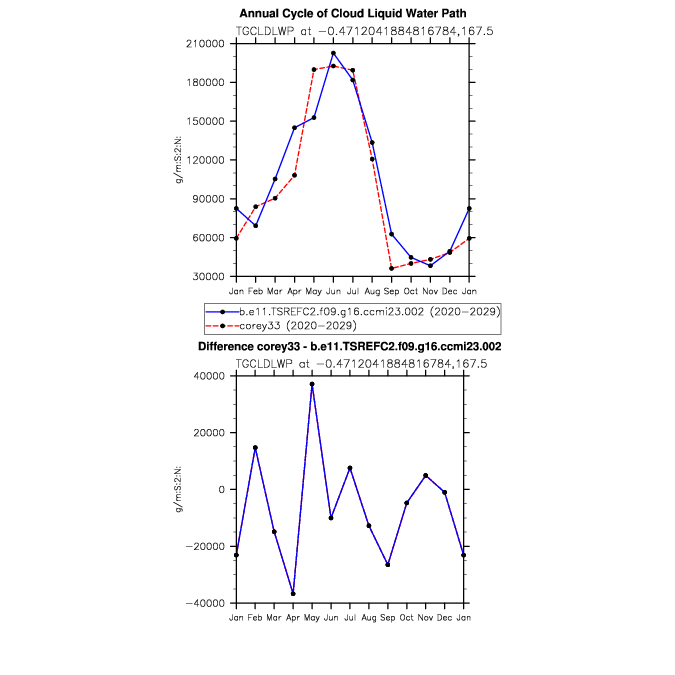 Annual Cycle of Cloud Liquid Water Path
TGCLDLWP at −0.4712041884816784,167.5
210000
180000
150000
120000
90000
60000
30000
g/m:S:2:N:
Jan Feb Mar Apr May Jun Jul Aug Sep Oct Nov Dec Jan
b.e11.TSREFC2.f09.g16.ccmi23.002 (2020−2029)
corey33 (2020−2029)
Difference corey33 - b.e11.TSREFC2.f09.g16.ccmi23.002
TGCLDLWP at −0.4712041884816784,167.5
40000
20000
0
−20000
−40000
g/m:S:2:N:
Jan Feb Mar Apr May Jun Jul Aug Sep Oct Nov Dec Jan